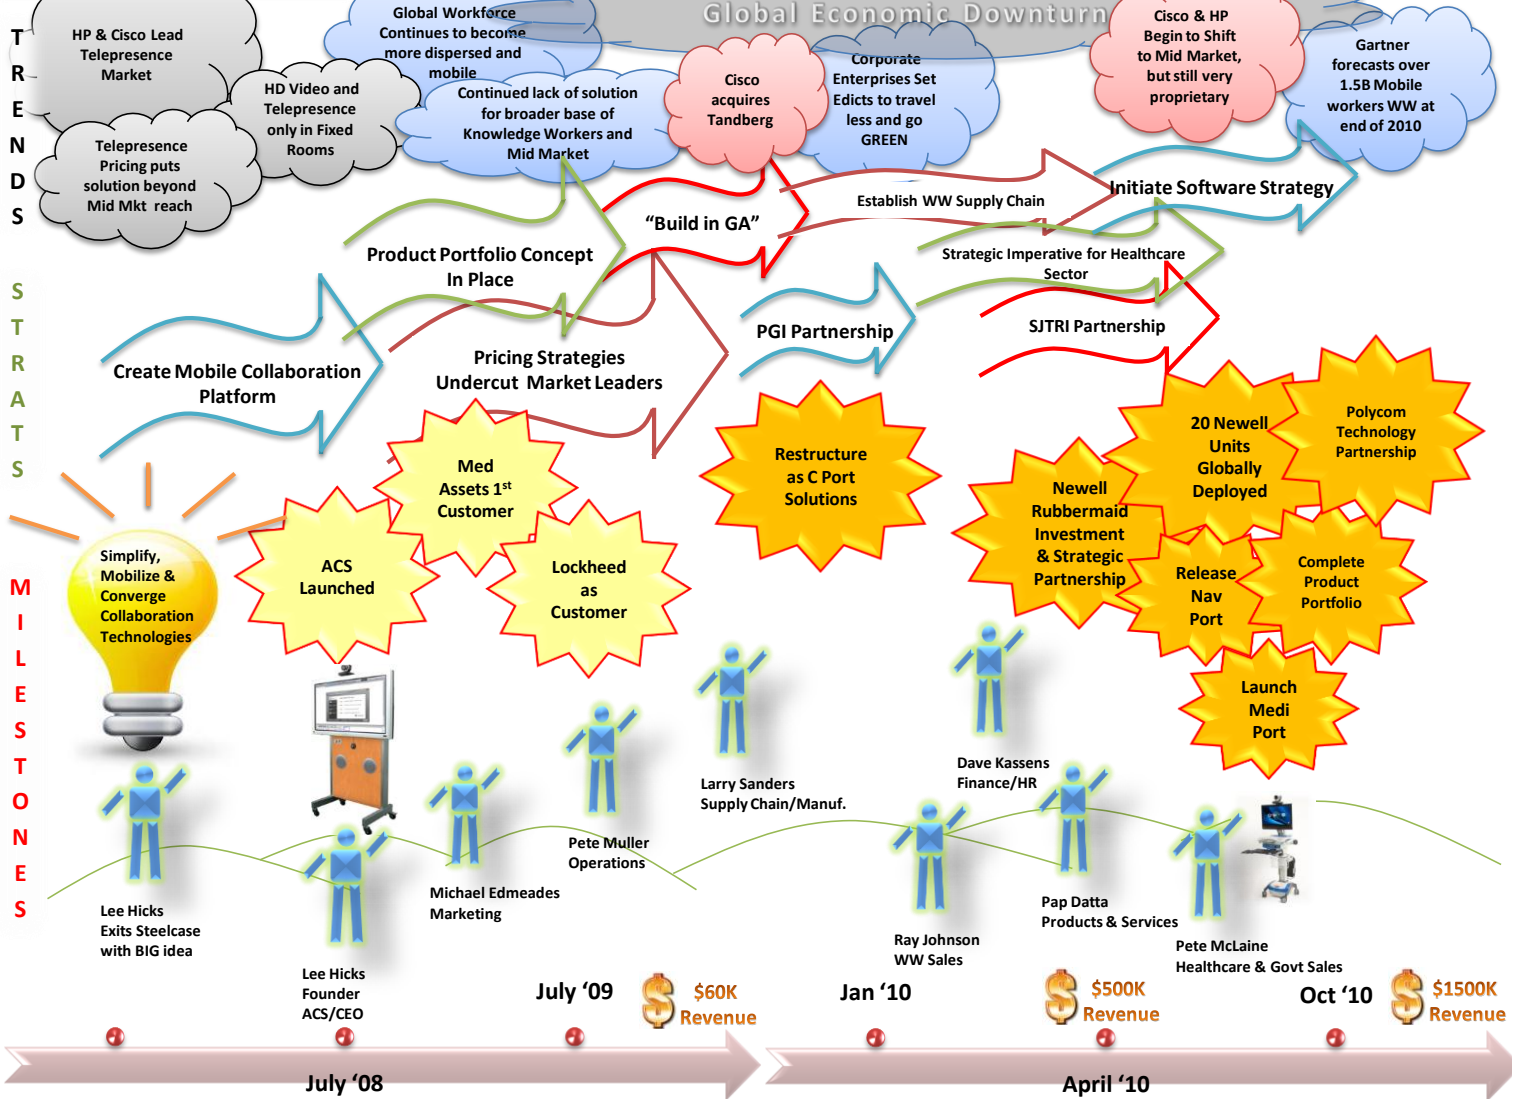 TRENDS
HP & Cisco Lead
Telepresence
Market
Telepresence
Pricing puts
solution beyond
Mid Mkt reach
HD Video and
Telepresence
only in Fixed
Rooms
Global Workforce
Continues to become
more dispersed and
mobile
Continued lack of solution
for broader base of
Knowledge Workers and
Mid Market
Global Economic Downturn
Cisco
acquires
Tandberg
Corporate
Enterprises Set
Edicts to travel
less and go
GREEN
Cisco & HP
Begin to Shift
to Mid Market,
but still very
proprietary
Gartner
forecasts over
1.5B Mobile
workers WW at
end of 2010
STRATS
Create Mobile Collaboration
Platform
Product Portfolio Concept
In Place
Pricing Strategies
Undercut Market Leaders
“Build in GA”
Establish WW Supply Chain
Initiate Software Strategy
PGI Partnership
Strategic Imperative for Healthcare
Sector
SJTRI Partnership
MILESTONES
Simplify,
Mobilize &
Converge
Collaboration
Technologies
ACS
Launched
Med
Assets 1st
Customer
Lockheed
as
Customer
Restructure
as C Port
Solutions
Newell
Rubbermaid
Investment
& Strategic
Partnership
20 Newell
Units
Globally
Deployed
Polycom
Technology
Partnership
Release
Nav
Port
Complete
Product
Portfolio
Launch
Medi
Port
Lee Hicks
Exits Steelcase
with BIG idea
Lee Hicks
Founder
ACS/CEO
Michael Edmeades
Marketing
Pete Muller
Operations
Larry Sanders
Supply Chain/Manuf.
Ray Johnson
WW Sales
Dave Kassens
Finance/HR
Pap Datta
Products & Services
Pete McLaine
Healthcare & Govt Sales
July ‘08
July ‘09
$60K
Revenue
Jan ‘10
April ‘10
$500K
Revenue
Oct ‘10
$1500K
Revenue